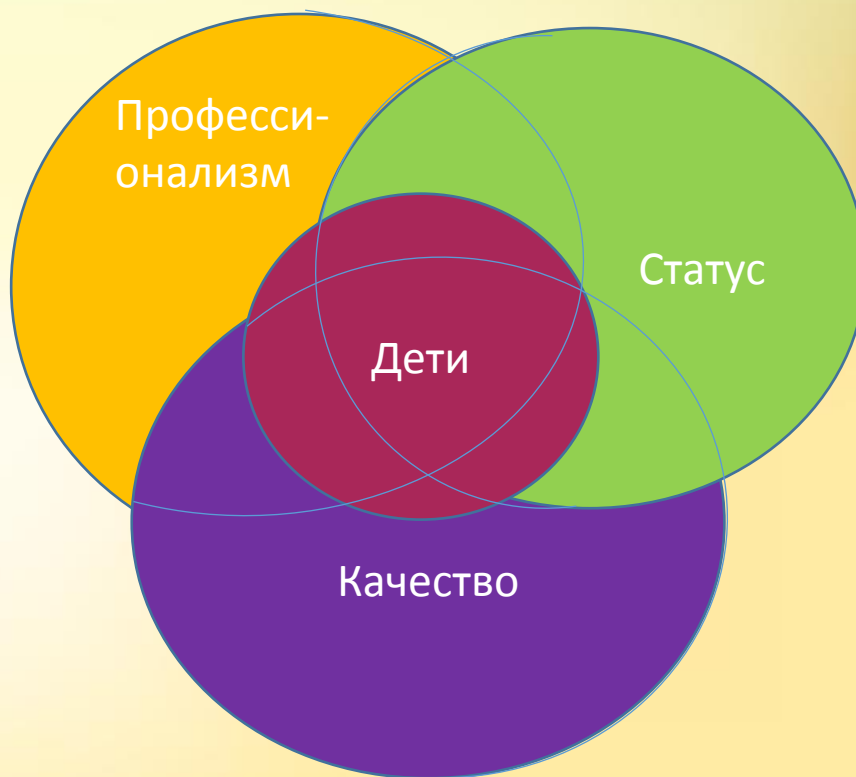 Професси-
онализм
Статус
Дети
Качество